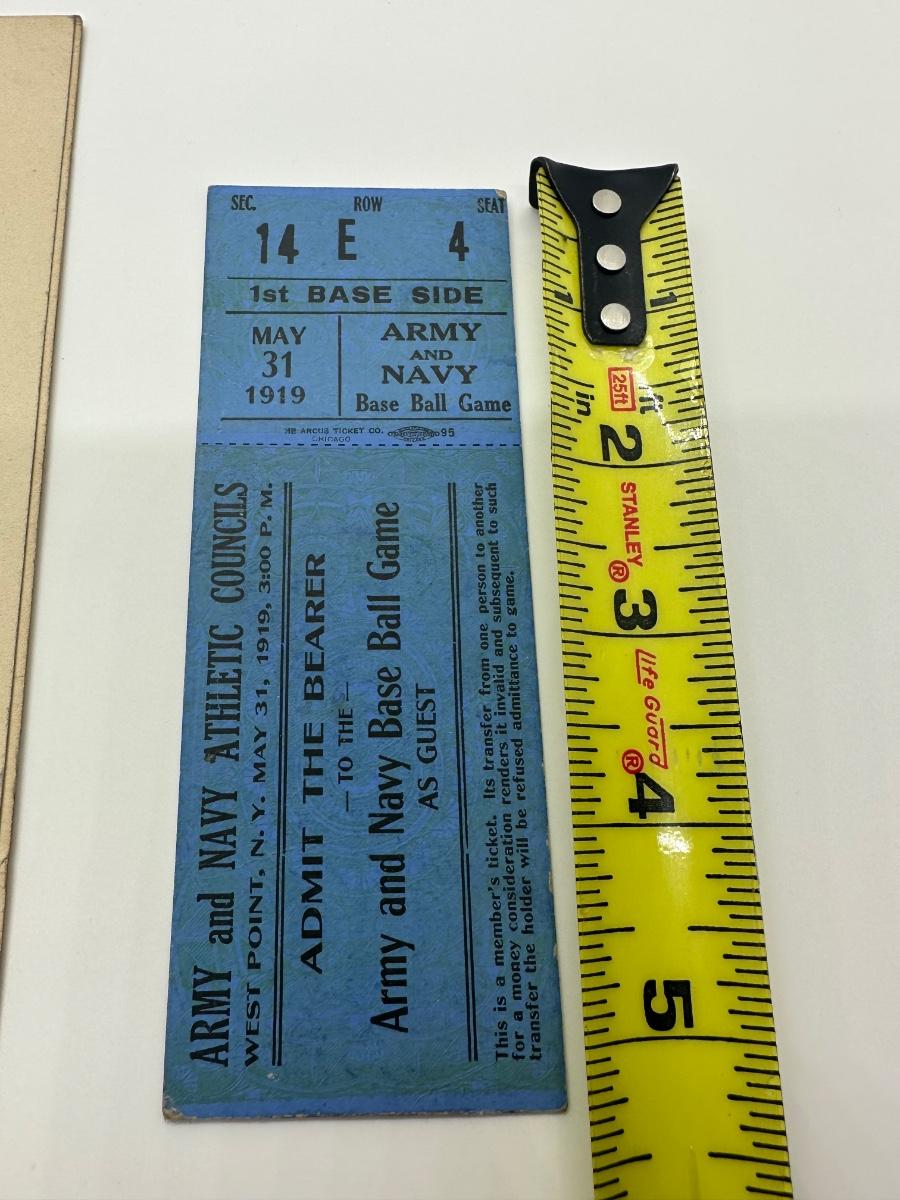 SEC. ROW SEAT
14 E 4
1st BASE SIDE
MAY
31
1919
ARMY
AND
NAVY
Base Ball Game
HE ARCUS TICKET CO.
CHICAGO
95
ARMY and NAVY ATHLETIC COUNCILS
WEST POINT, N. Y. MAY 31, 1919, 3:00 P. M.
ADMIT THE BEARER
— TO THE —
Army and Navy Base Ball Game
AS GUEST
This is a member's ticket. Its transfer from one person to another
for a money consideration renders it invalid and subsequent to such
transfer the holder will be refused admittance to game.
1 1
in
25ft
ft
2
STANLEY®
3
life Guard®
4
5